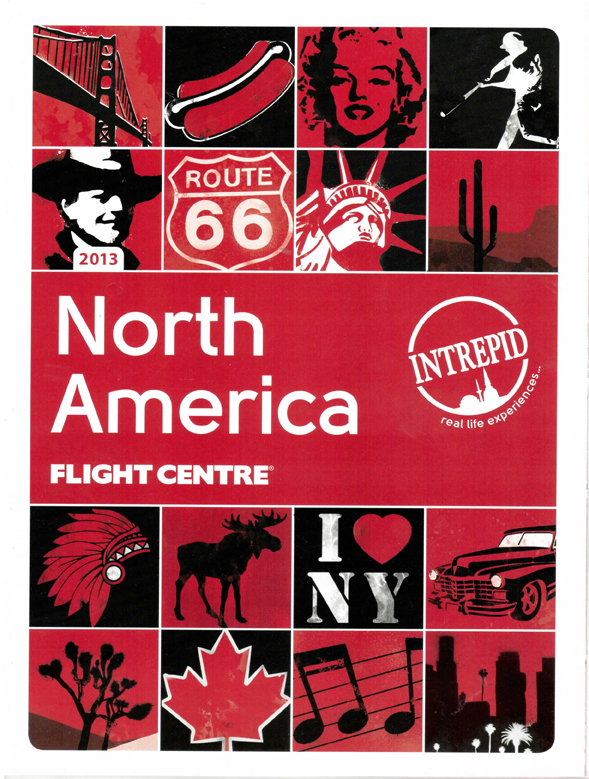 ROUTE
66
2013
North
America
INTREPID
real life experiences...
FLIGHT CENTRE®
I
NY